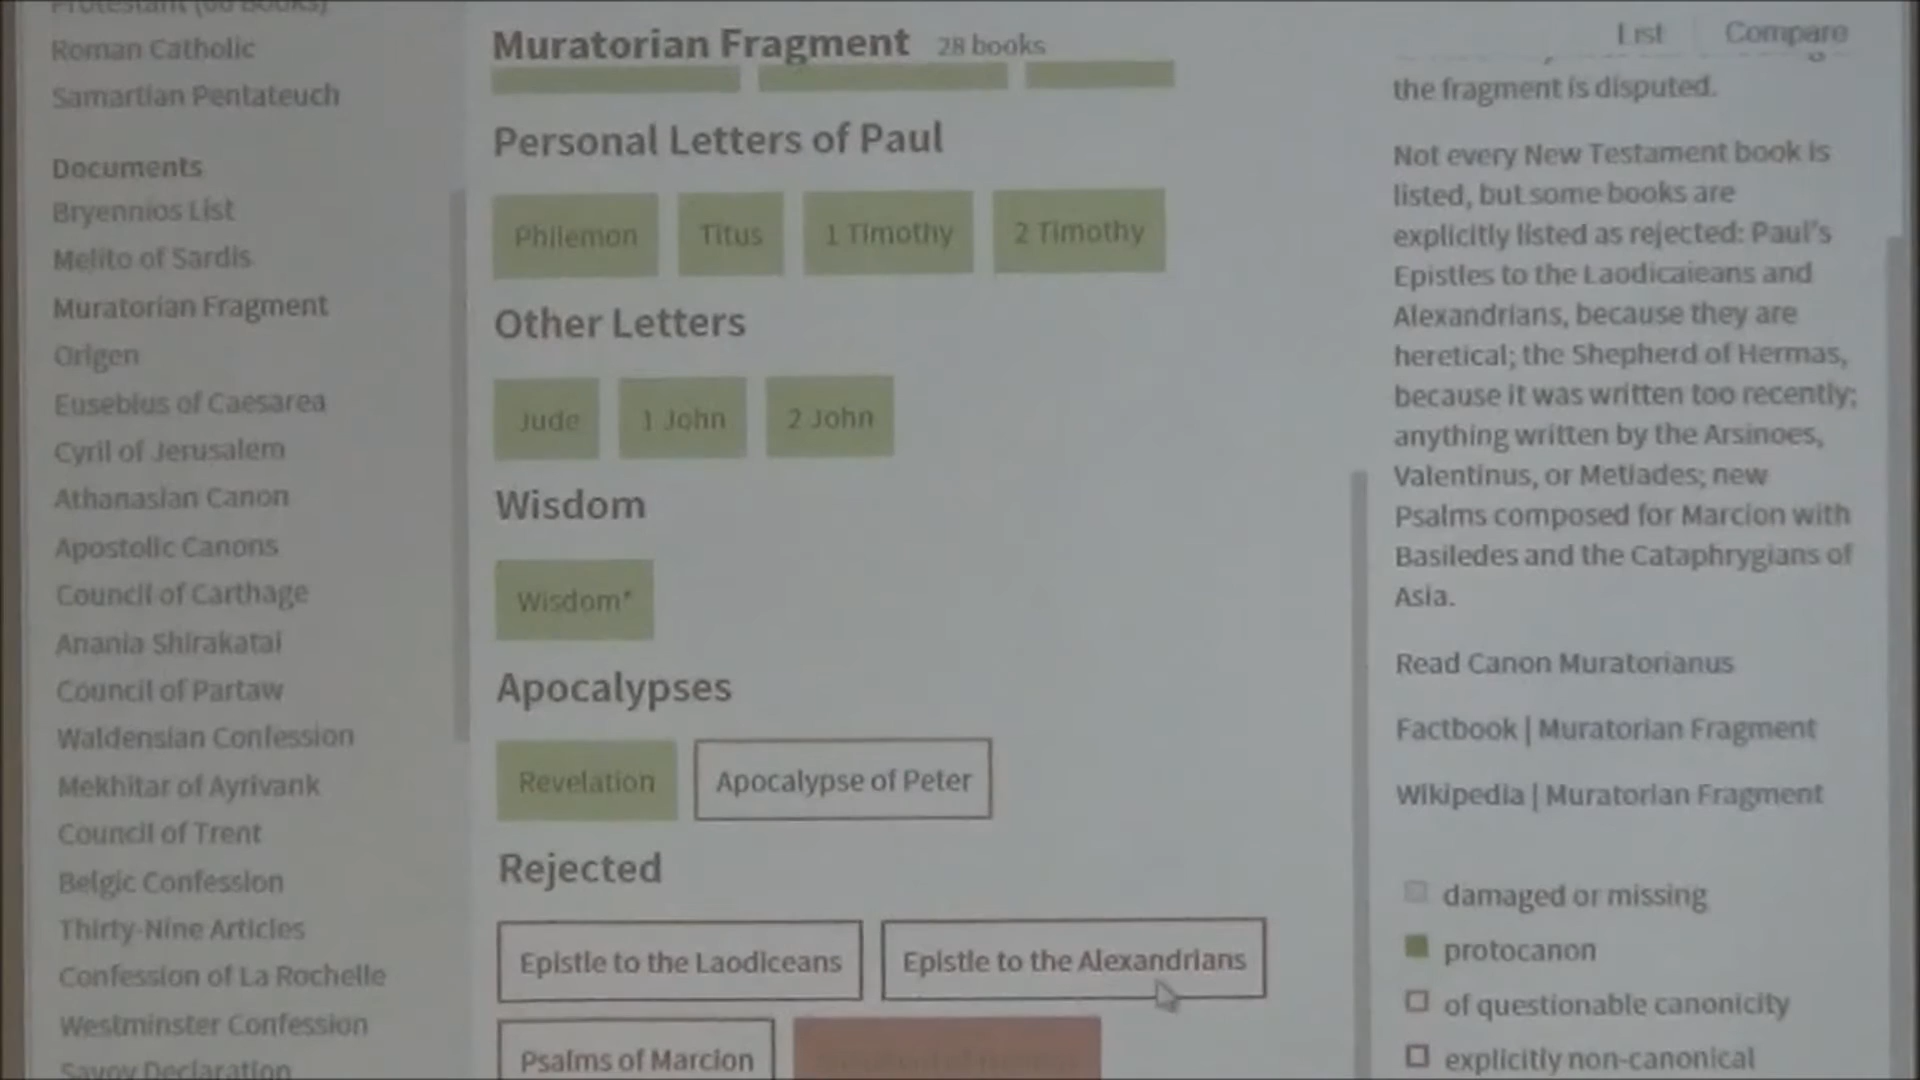 Protestant (66 Books)
Roman Catholic
Samartian Pentateuch
Documents
Bryennios List
Melito of Sardis
Muratorian Fragment
Origen
Eusebius of Caesarea
Cyril of Jerusalem
Athanasian Canon
Apostolic Canons
Council of Carthage
Anania Shirakatsi
Council of Partaw
Waldensian Confession
Mekhitar of Ayrivank
Council of Trent
Belgic Confession
Thirty-Nine Articles
Confession of La Rochelle
Westminster Confession
Savoy Declaration
Muratorian Fragment 28 books
Personal Letters of Paul
Philemon Titus 1 Timothy 2 Timothy
Other Letters
Jude 1 John 2 John
Wisdom
Wisdom*
Apocalypses
Revelation Apocalypse of Peter
Rejected
Epistle to the Laodiceans Epistle to the Alexandrians
Psalms of Marcion
List Compare
the fragment is disputed.
Not every New Testament book is
listed, but some books are
explicitly listed as rejected: Paul's
Epistles to the Laodicaieans and
Alexandrians, because they are
heretical; the Shepherd of Hermas,
because it was written too recently;
anything written by the Arsinoes,
Valentinus, or Metiades; new
Psalms composed for Marcion with
Basiledes and the Cataphrygians of
Asia.
Read Canon Muratorianus
Factbook | Muratorian Fragment
Wikipedia | Muratorian Fragment
damaged or missing
protocanon
of questionable canonicity
explicitly non-canonical